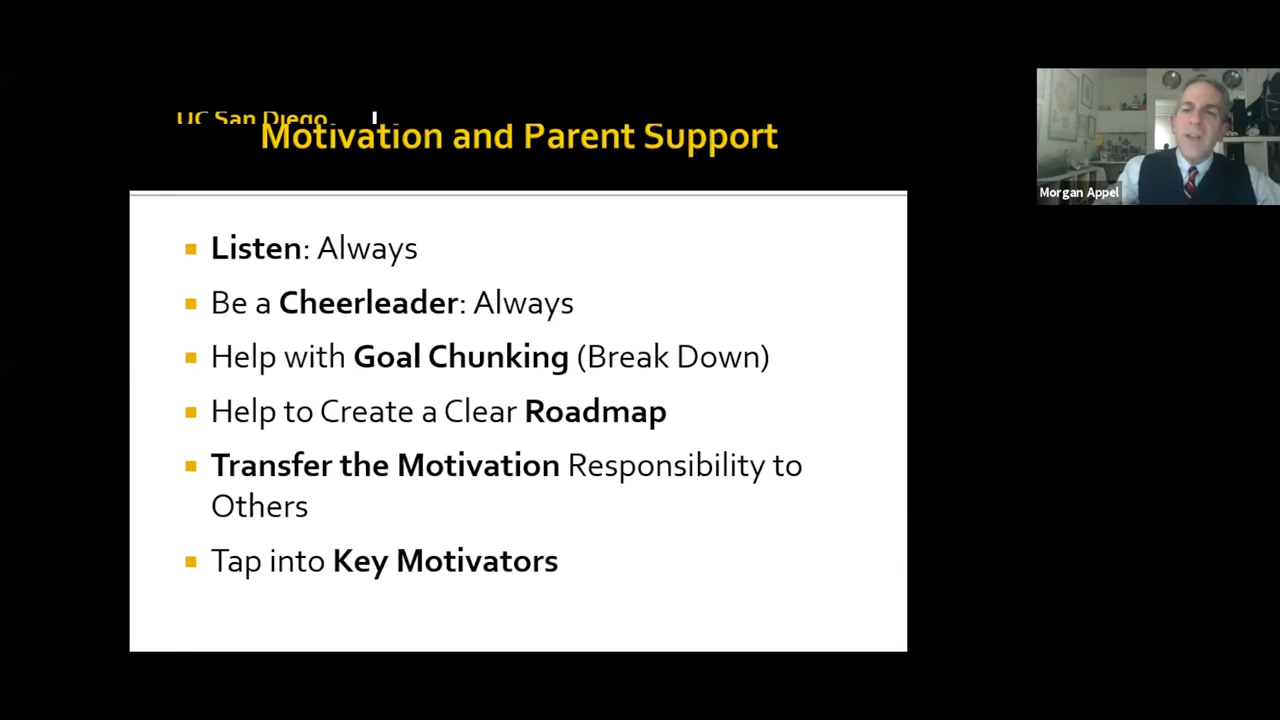 UC San Diego
Motivation and Parent Support
Morgan Appel
Listen: Always
Be a Cheerleader: Always
Help with Goal Chunking (Break Down)
Help to Create a Clear Roadmap
Transfer the Motivation Responsibility to
Others
Tap into Key Motivators